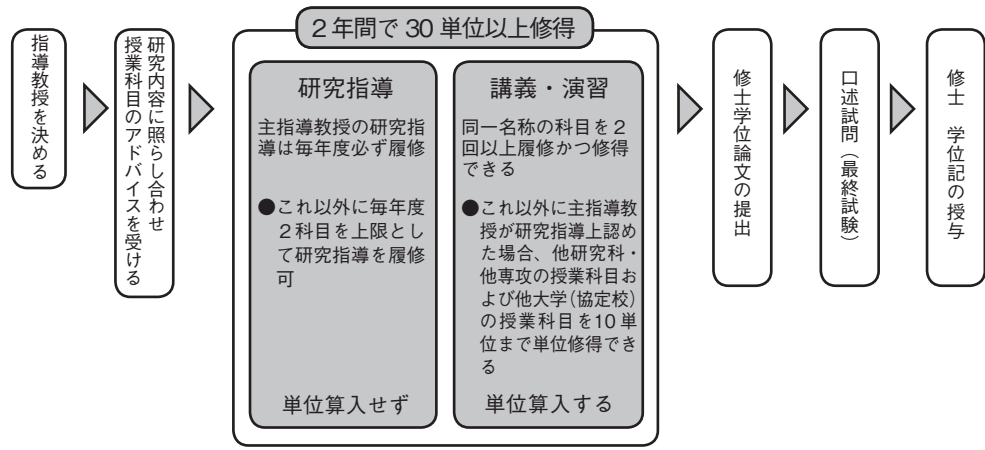 指導教授を決める
研究内容に照らし合わせ
授業科目のアドバイスを受ける
2年間で30単位以上修得
研究指導
主指導教授の研究指
導は毎年度必ず履修
●これ以外に毎年度
２科目を上限とし
て研究指導を履修
可
単位算入せず
講義・演習
同一名称の科目を２
回以上履修かつ修得
できる
●これ以外に主指導教
授が研究指導上認め
た場合、他研究科・
他専攻の授業科目お
よび他大学（協定校）
の授業科目を10単
位まで単位修得でき
る
単位算入する
修士学位論文の提出
口述試問（最終試験）
修士　学位記の授与